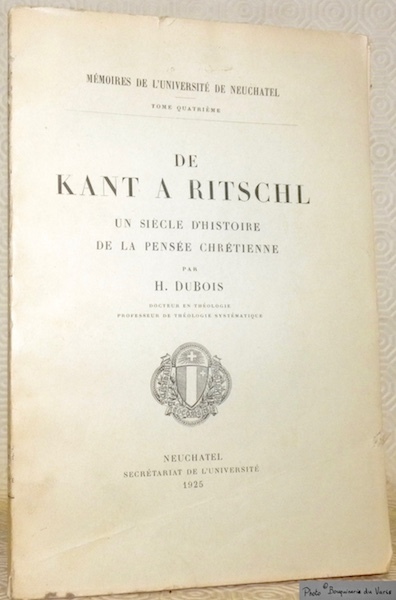 MÉMOIRES DE L'UNIVERSITÉ DE NEUCHATEL
TOME QUATRIÈME
DE
KANT A RITSCHL
UN SIÈCLE D'HISTOIRE
DE LA PENSÉE CHRÉTIENNE
PAR
H. DUBOIS
DOCTEUR EN THÉOLOGIE
PROFESSEUR DE THÉOLOGIE SYSTÉMATIQUE
NEUCHATEL
SECRÉTARIAT DE L'UNIVERSITÉ
1925
Photo © Bouquinerie du Varis